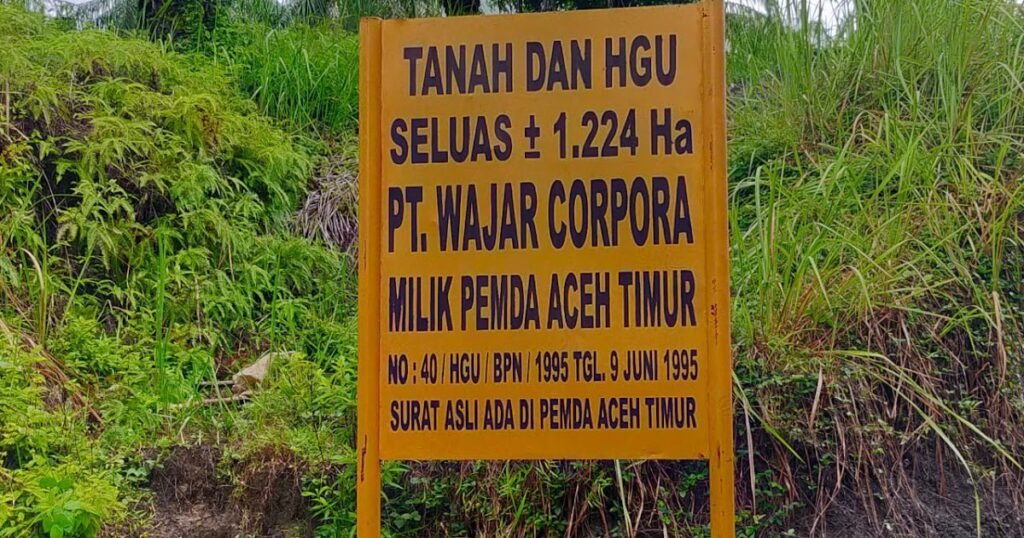 TANAH DAN HGU
SELUAS ± 1.224 Ha
PT. WAJAR CORPORA
MILIK PEMDA ACEH TIMUR
NO : 40 / HGU / BPN / 1995 TGL. 9 JUNI 1995
SURAT ASLI ADA DI PEMDA ACEH TIMUR